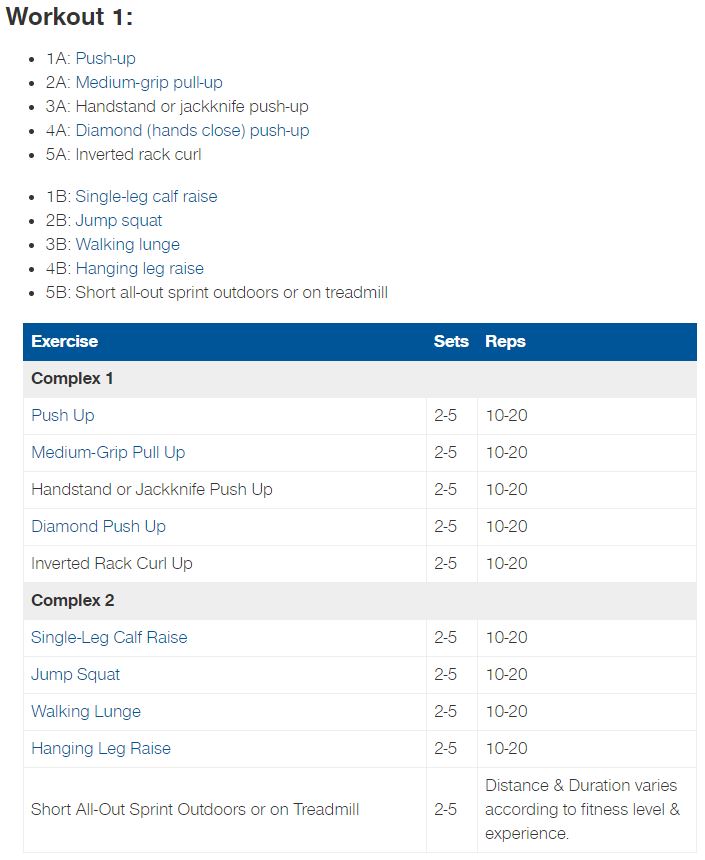 Workout 1:
1A: Push-up
2A: Medium-grip pull-up
3A: Handstand or jackknife push-up
4A: Diamond (hands close) push-up
5A: Inverted rack curl
1B: Single-leg calf raise
2B: Jump squat
3B: Walking lunge
4B: Hanging leg raise
5B: Short all-out sprint outdoors or on treadmill
Exercise Sets Reps
Complex 1
Push Up 2-5 10-20
Medium-Grip Pull Up 2-5 10-20
Handstand or Jackknife Push Up 2-5 10-20
Diamond Push Up 2-5 10-20
Inverted Rack Curl Up 2-5 10-20
Complex 2
Single-Leg Calf Raise 2-5 10-20
Jump Squat 2-5 10-20
Walking Lunge 2-5 10-20
Hanging Leg Raise 2-5 10-20
Short All-Out Sprint Outdoors or on Treadmill 2-5 Distance & Duration varies
according to fitness level &
experience.